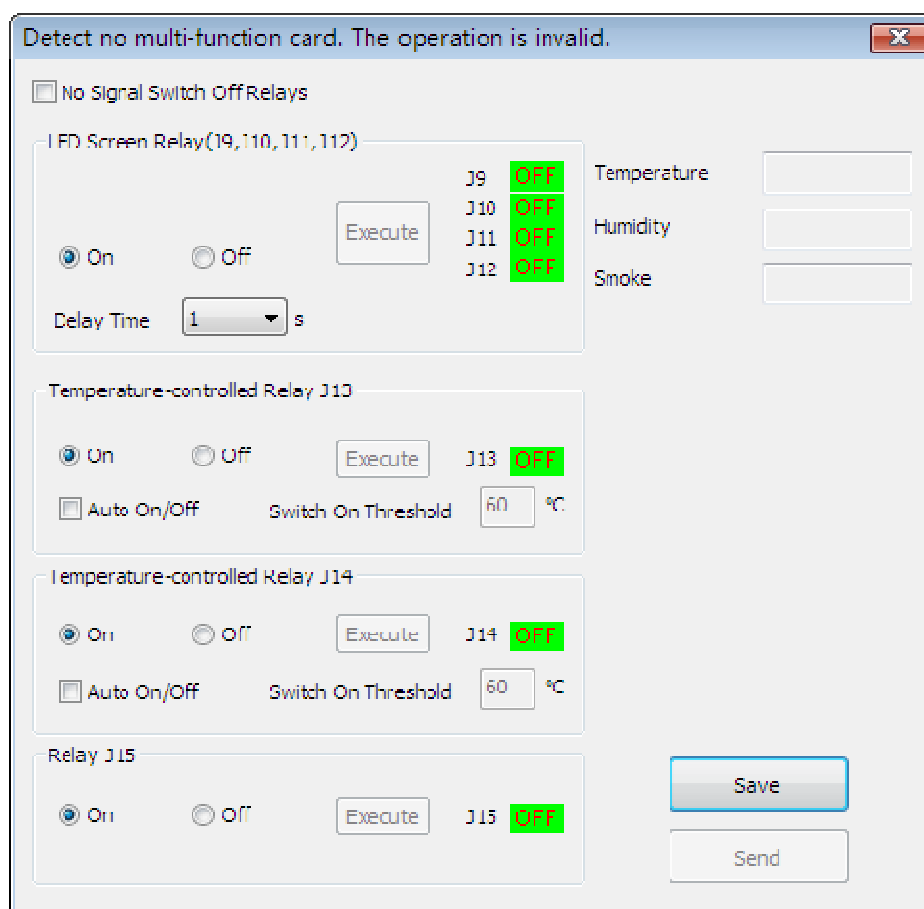 Detect no multi-function card. The operation is invalid.
No Signal Switch Off Relays
LED Screen Relay(J9,J10,J11,J12)
J9 OFF
J10 OFF
J11 OFF
J12 OFF
On Off Execute
Delay Time 1 s
Temperature
Humidity
Smoke
Temperature-controlled Relay J13
On Off Execute J13 OFF
Auto On/Off Switch On Threshold 60 °C
Temperature-controlled Relay J14
On Off Execute J14 OFF
Auto On/Off Switch On Threshold 60 °C
Relay J15
On Off Execute J15 OFF
Save
Send